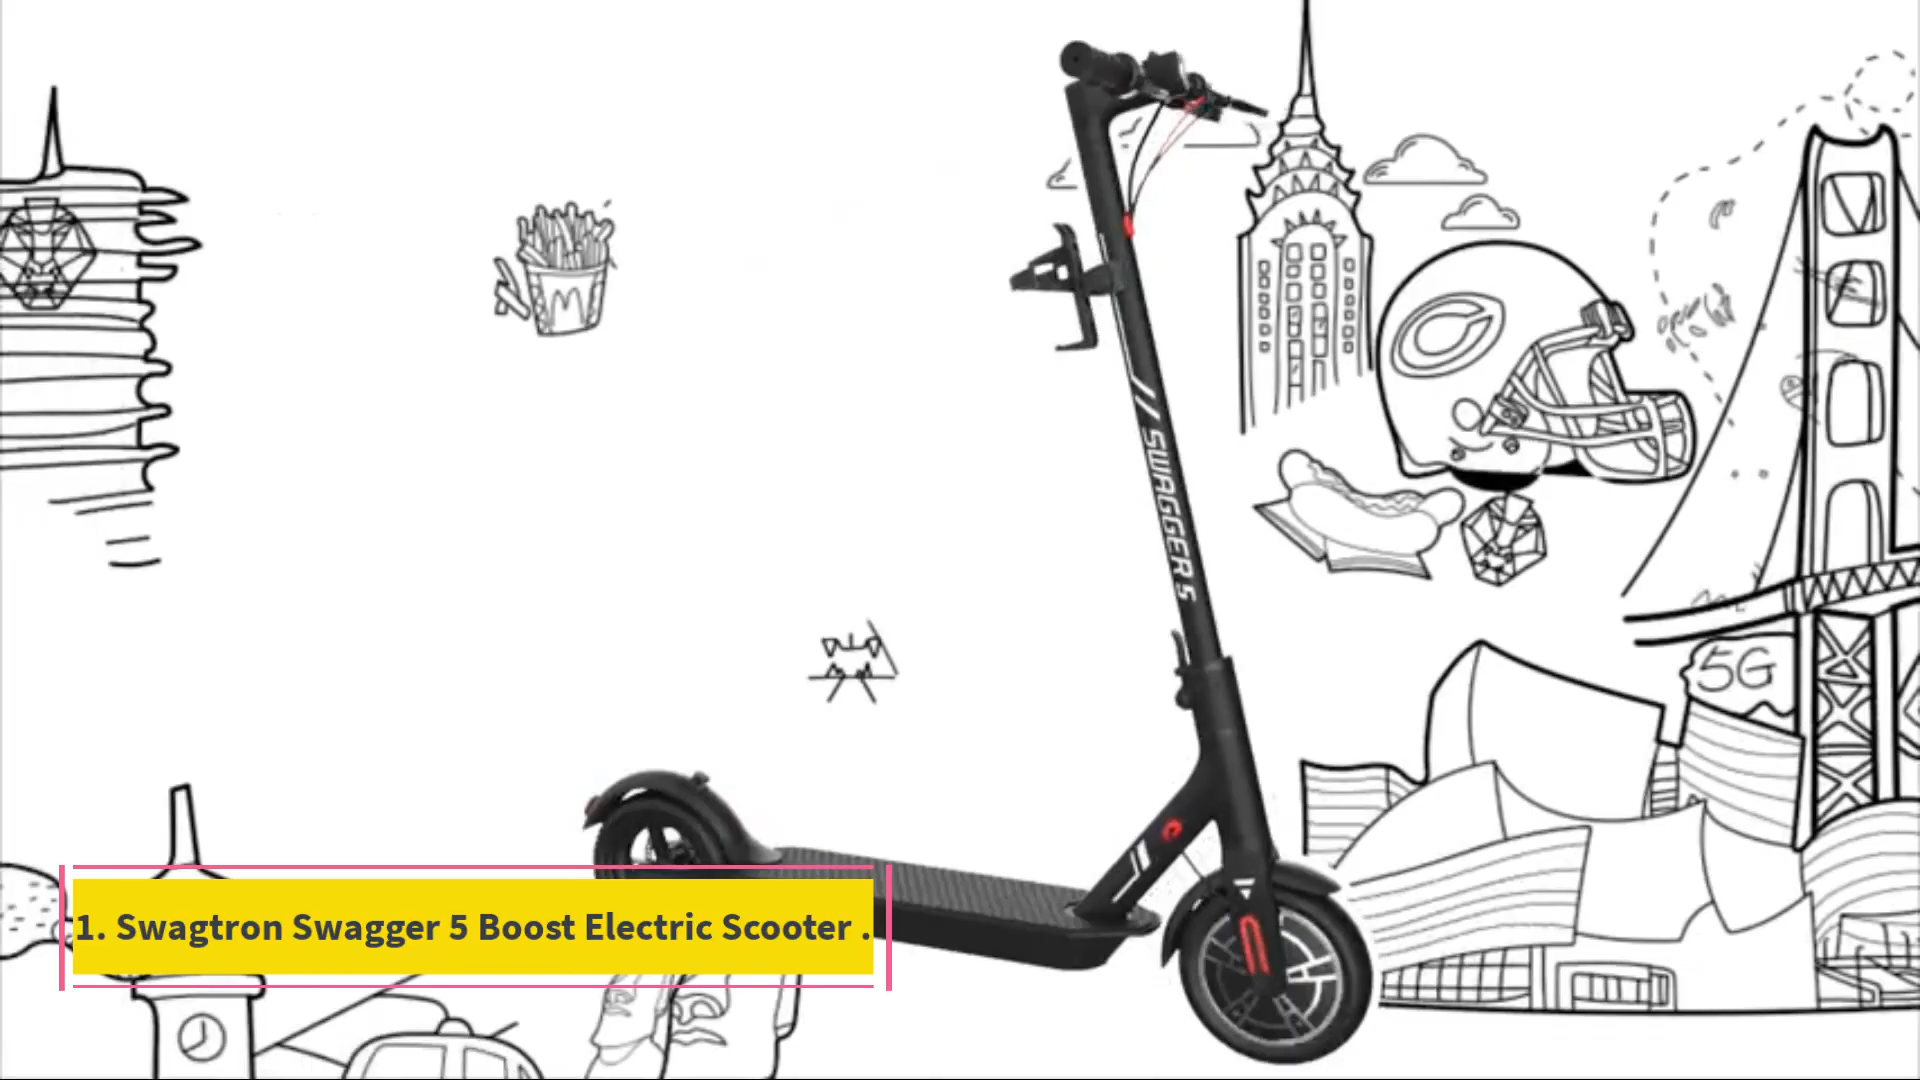 // SWAGGER 5
5G
1. Swagtron Swagger 5 Boost Electric Scooter .